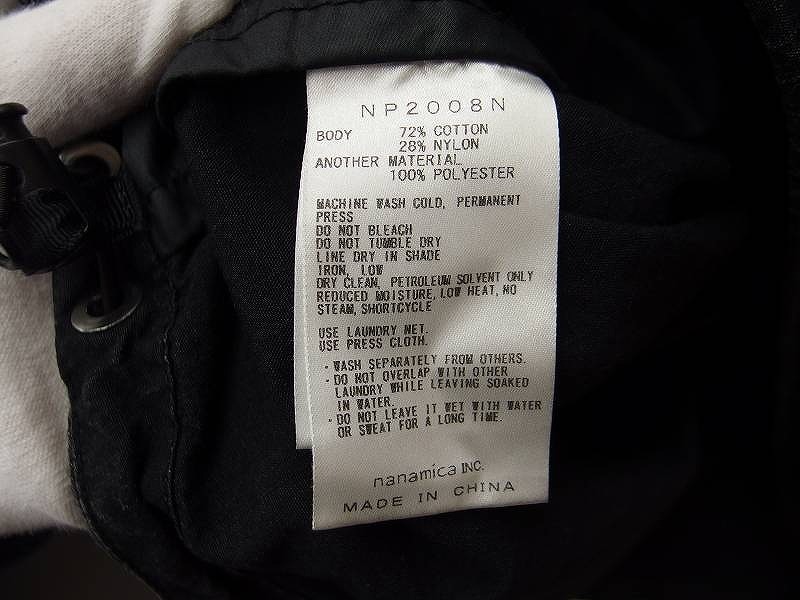 NP2008N
BODY 72% COTTON
28% NYLON
ANOTHER MATERIAL
100% POLYESTER
MACHINE WASH COLD, PERMANENT
PRESS
DO NOT BLEACH
DO NOT TUMBLE DRY
LINE DRY IN SHADE
IRON, LOW
DRY CLEAN, PETROLEUM SOLVENT ONLY
REDUCED MOISTURE, LOW HEAT, NO
STEAM, SHORTCYCLE
USE LAUNDRY NET.
USE PRESS CLOTH.
・WASH SEPARATELY FROM OTHERS.
・DO NOT OVERLAP WITH OTHER
LAUNDRY WHILE LEAVING SOAKED
IN WATER.
・DO NOT LEAVE IT WET WITH WATER
OR SWEAT FOR A LONG TIME.
nanamica INC.
MADE IN CHINA